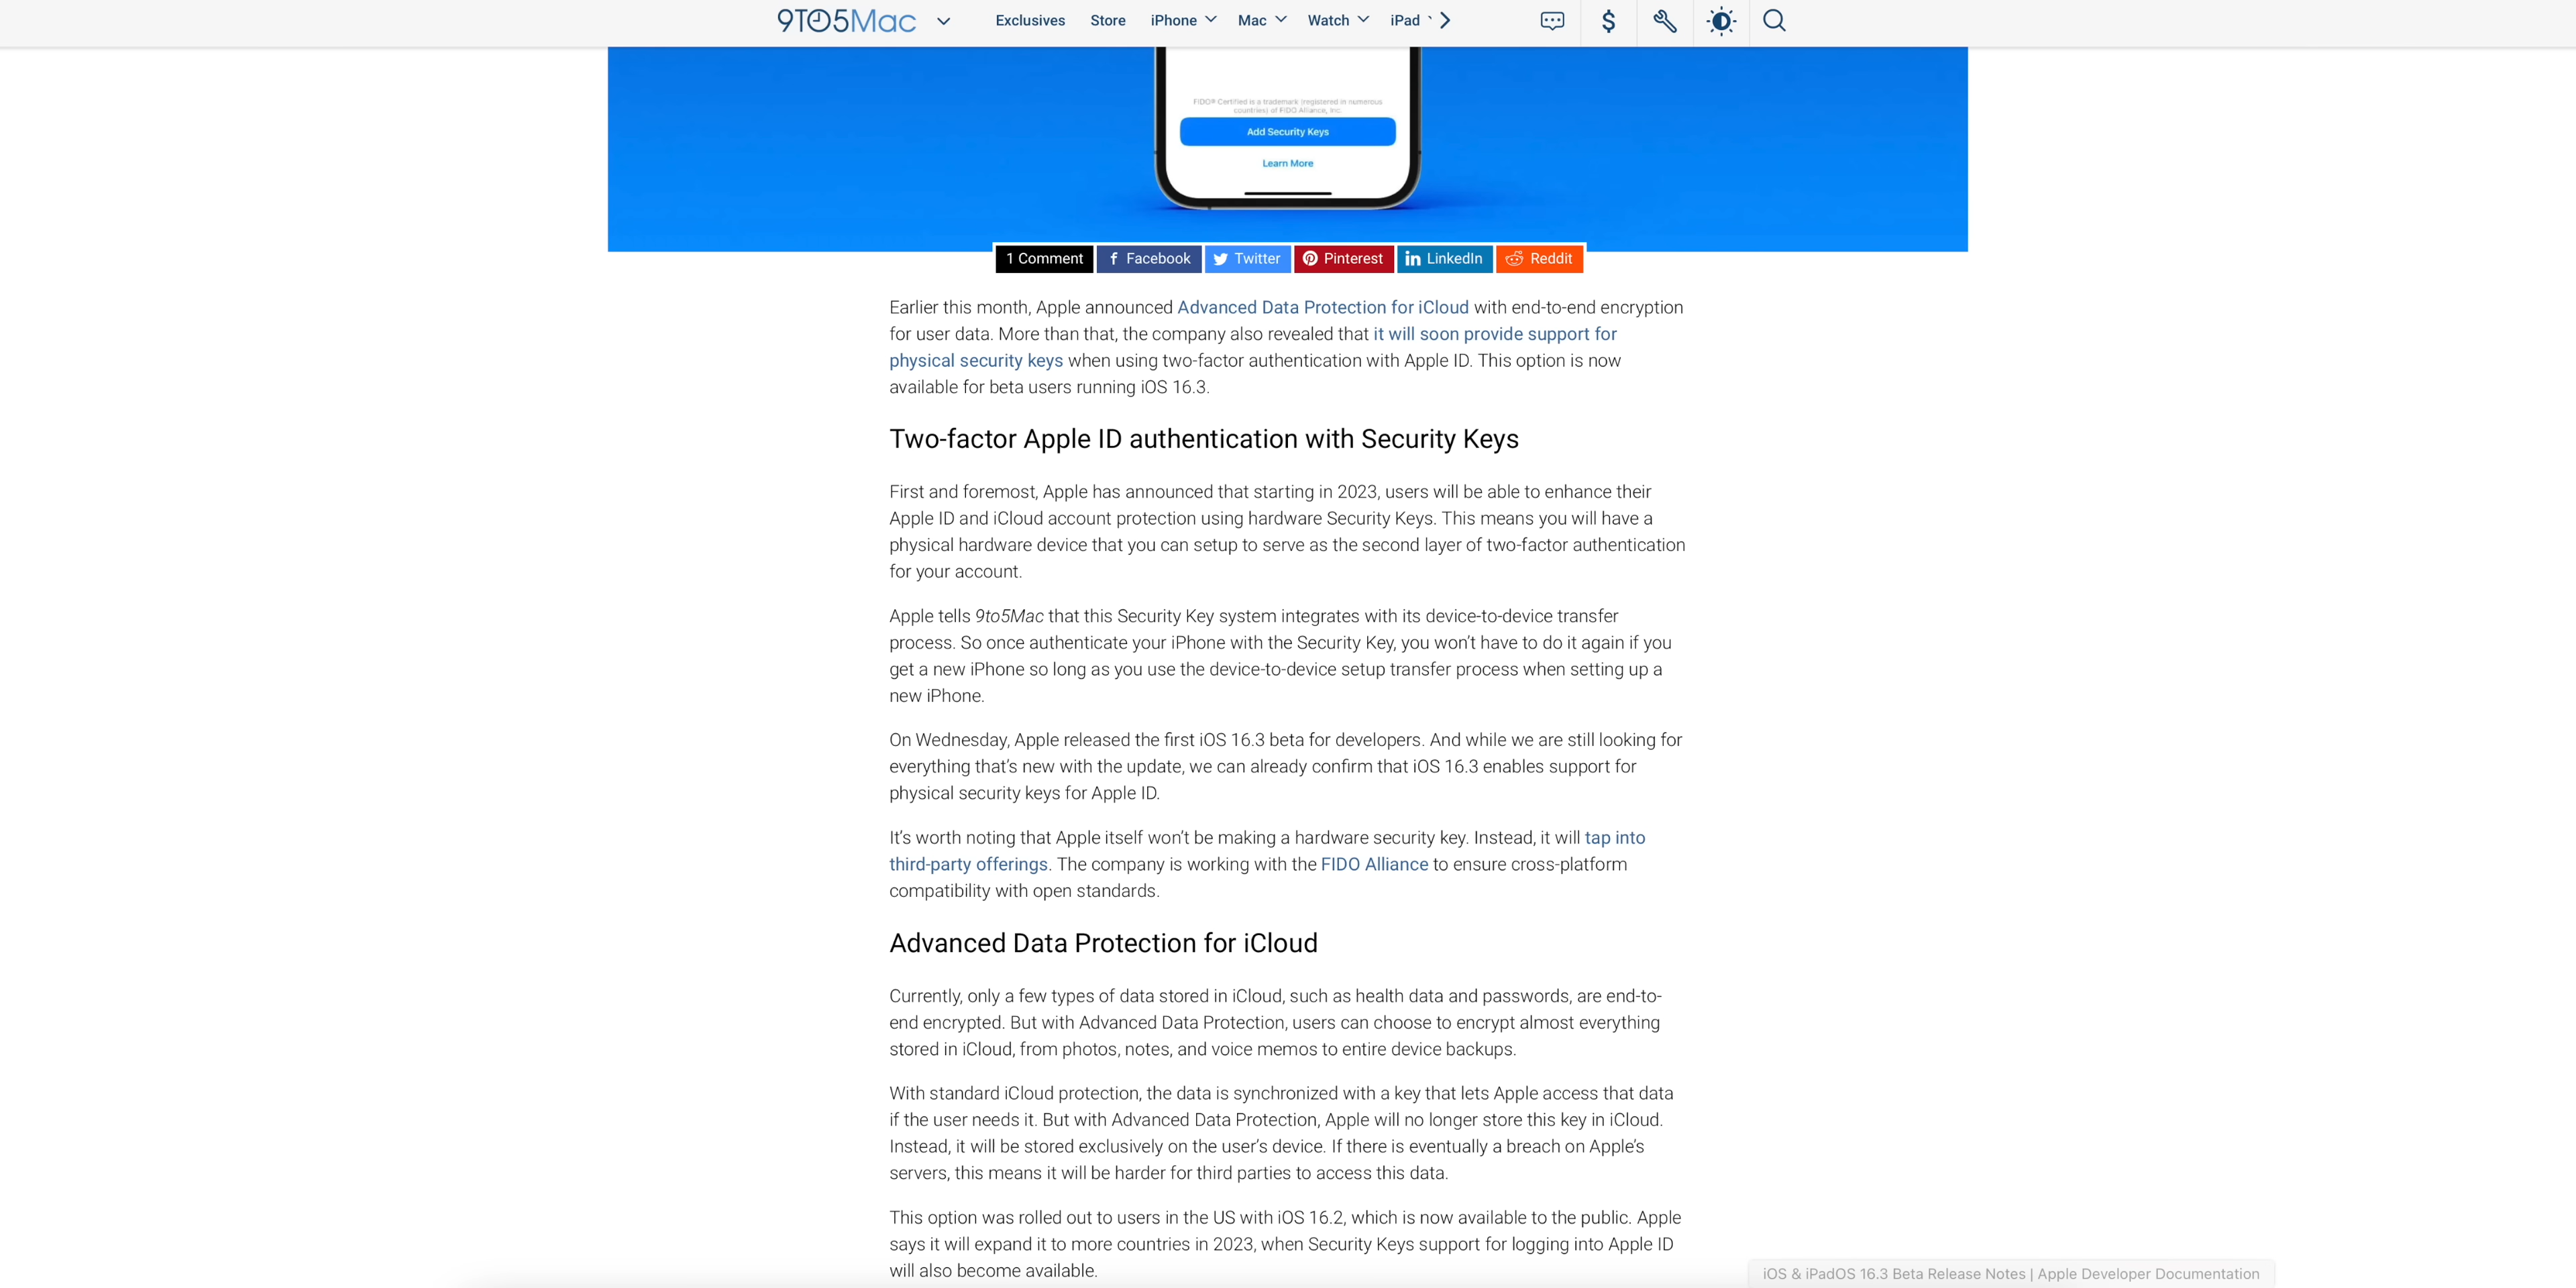 9TO5Mac
Exclusives Store iPhone Mac Watch iPad
FIDO® Certified is a trademark (registered in numerous
countries) of FIDO Alliance, Inc.
Add Security Keys
Learn More
1 Comment Facebook Twitter Pinterest LinkedIn Reddit
Earlier this month, Apple announced Advanced Data Protection for iCloud with end-to-end encryption
for user data. More than that, the company also revealed that it will soon provide support for
physical security keys when using two-factor authentication with Apple ID. This option is now
available for beta users running iOS 16.3.
Two-factor Apple ID authentication with Security Keys
First and foremost, Apple has announced that starting in 2023, users will be able to enhance their
Apple ID and iCloud account protection using hardware Security Keys. This means you will have a
physical hardware device that you can setup to serve as the second layer of two-factor authentication
for your account.
Apple tells 9to5Mac that this Security Key system integrates with its device-to-device transfer
process. So once authenticate your iPhone with the Security Key, you won't have to do it again if you
get a new iPhone so long as you use the device-to-device setup transfer process when setting up a
new iPhone.
On Wednesday, Apple released the first iOS 16.3 beta for developers. And while we are still looking for
everything that's new with the update, we can already confirm that iOS 16.3 enables support for
physical security keys for Apple ID.
It's worth noting that Apple itself won't be making a hardware security key. Instead, it will tap into
third-party offerings. The company is working with the FIDO Alliance to ensure cross-platform
compatibility with open standards.
Advanced Data Protection for iCloud
Currently, only a few types of data stored in iCloud, such as health data and passwords, are end-to-
end encrypted. But with Advanced Data Protection, users can choose to encrypt almost everything
stored in iCloud, from photos, notes, and voice memos to entire device backups.
With standard iCloud protection, the data is synchronized with a key that lets Apple access that data
if the user needs it. But with Advanced Data Protection, Apple will no longer store this key in iCloud.
Instead, it will be stored exclusively on the user's device. If there is eventually a breach on Apple's
servers, this means it will be harder for third parties to access this data.
This option was rolled out to users in the US with iOS 16.2, which is now available to the public. Apple
says it will expand it to more countries in 2023, when Security Keys support for logging into Apple ID
will also become available.
iOS & iPadOS 16.3 Beta Release Notes | Apple Developer Documentation